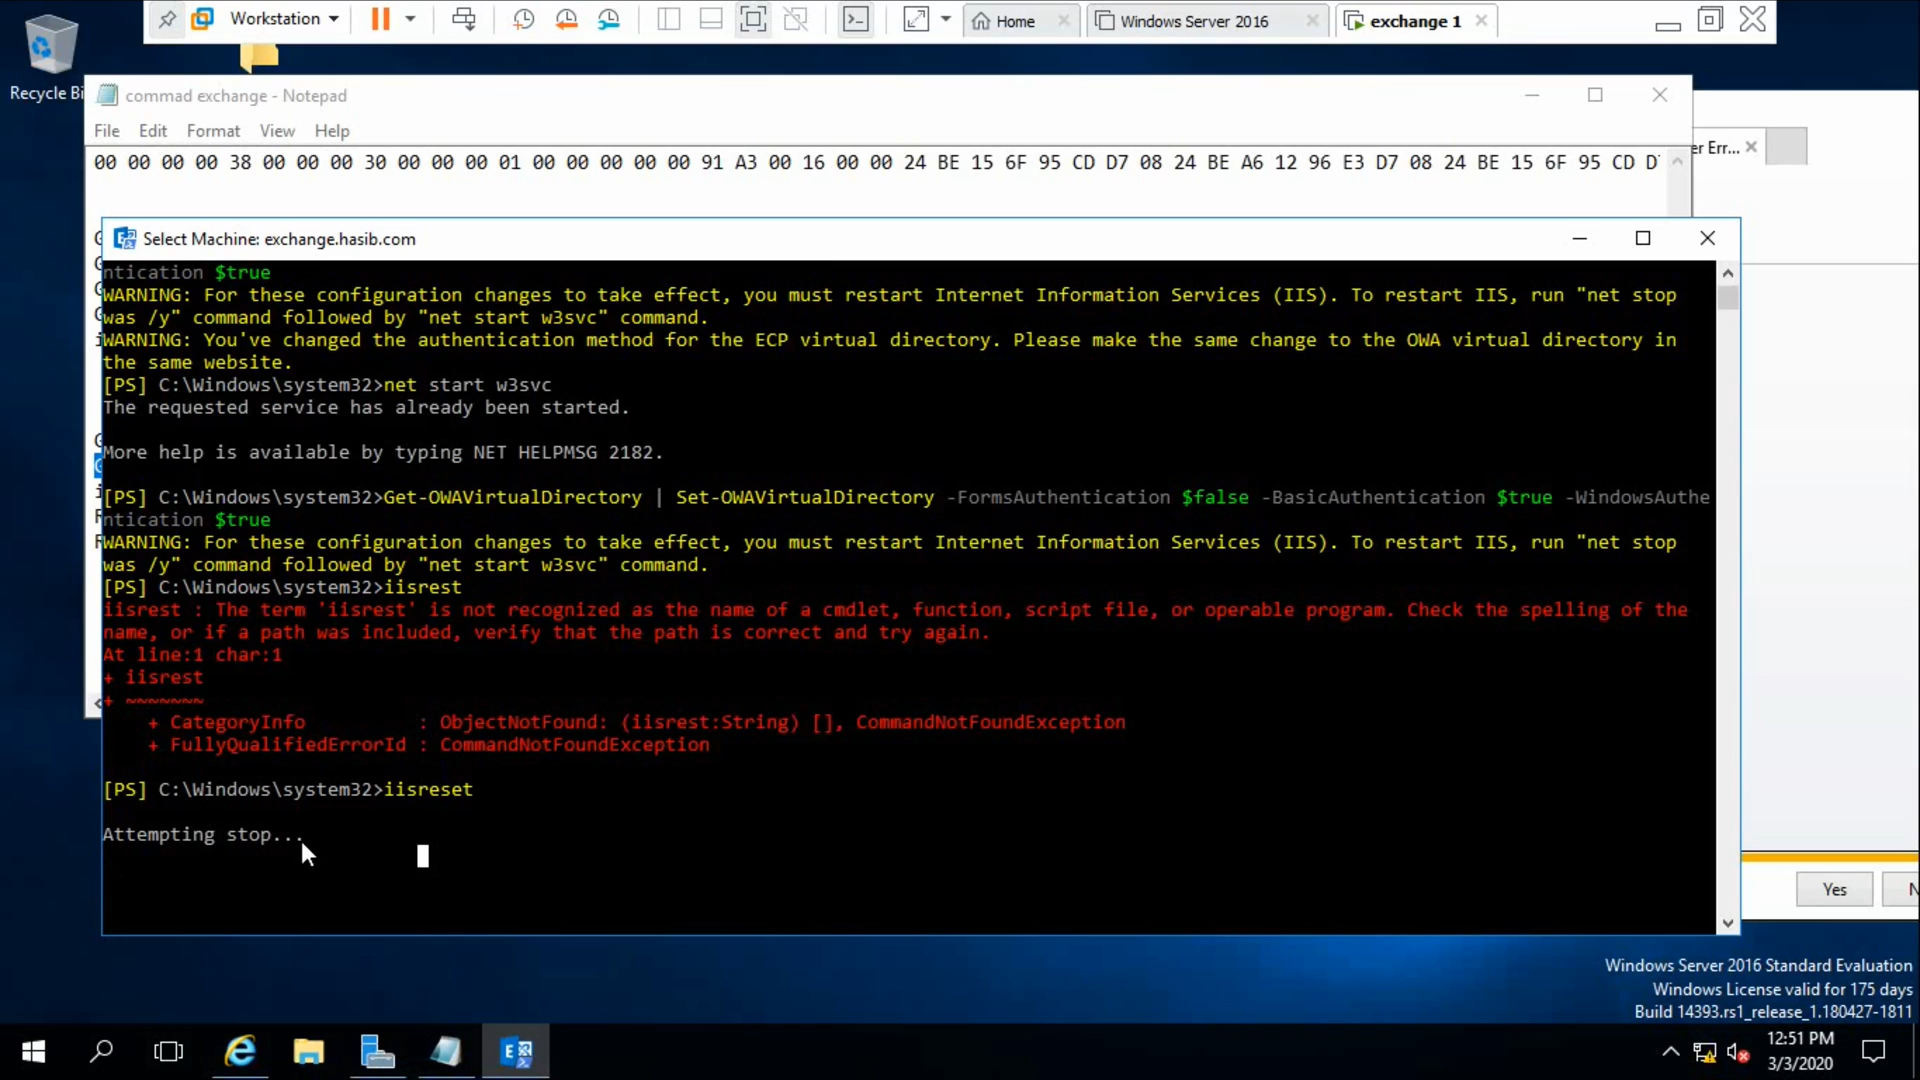 Workstation
Home
Windows Server 2016
exchange 1
Recycle Bi
commad exchange - Notepad
File Edit Format View Help
er Err...
00 00 00 00 38 00 00 00 30 00 00 00 01 00 00 00 00 00 91 A3 00 16 00 00 24 BE 15 6F 95 CD D7 08 24 BE A6 12 96 E3 D7 08 24 BE 15 6F 95 CD D
Select Machine: exchange.hasib.com
ntication $true
WARNING: For these configuration changes to take effect, you must restart Internet Information Services (IIS). To restart IIS, run "net stop
was /y" command followed by "net start w3svc" command.
WARNING: You've changed the authentication method for the ECP virtual directory. Please make the same change to the OWA virtual directory in
the same website.
[PS] C:\Windows\system32>net start w3svc
The requested service has already been started.
More help is available by typing NET HELPMSG 2182.
[PS] C:\Windows\system32>Get-OWAVirtualDirectory | Set-OWAVirtualDirectory -FormsAuthentication $false -BasicAuthentication $true -WindowsAuthe
ntication $true
WARNING: For these configuration changes to take effect, you must restart Internet Information Services (IIS). To restart IIS, run "net stop
was /y" command followed by "net start w3svc" command.
[PS] C:\Windows\system32>iisrest
iisrest : The term 'iisrest' is not recognized as the name of a cmdlet, function, script file, or operable program. Check the spelling of the
name, or if a path was included, verify that the path is correct and try again.
At line:1 char:1
+ iisrest
+ ~~~~~~~
+ CategoryInfo : ObjectNotFound: (iisrest:String) [], CommandNotFoundException
+ FullyQualifiedErrorId : CommandNotFoundException
[PS] C:\Windows\system32>iisreset
Attempting stop...
Yes
N
Windows Server 2016 Standard Evaluation
Windows License valid for 175 days
Build 14393.rs1_release_1.180427-1811
12:51 PM
3/3/2020